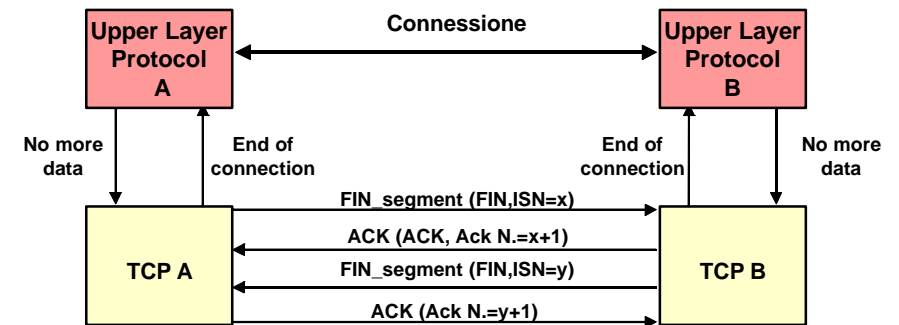 Connessione
Upper Layer
Protocol
A
Upper Layer
Protocol
B
No more
data
End of
connection
End of
connection
No more
data
FIN_segment (FIN,ISN=x)
ACK (ACK, Ack N.=x+1)
FIN_segment (FIN,ISN=y)
ACK (Ack N.=y+1)
TCP A
TCP B